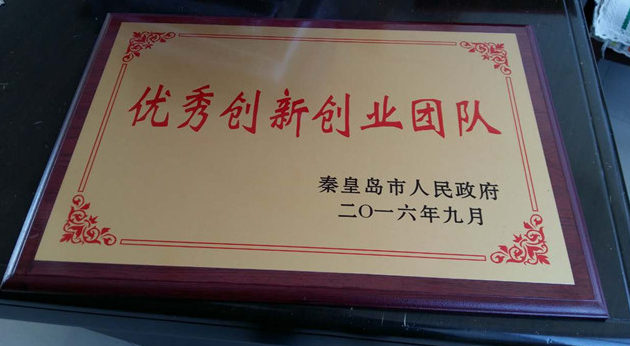 优秀创新创业团队
秦皇岛市人民政府
二〇一六年九月